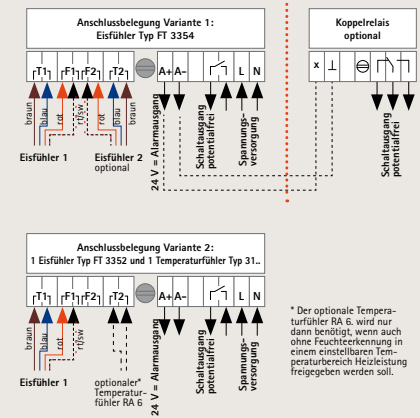 Anschlussbelegung Variante 1:
Eisfühler Typ FT 3354
Koppelrelais
optional
T1 F1 F2 T2 A+ A– L N
x ⊥
braun
blau
rot
rt/sw
rot
blau
braun
Eisfühler 1
Eisfühler 2
optional
24 V = Alarmausgang
Schaltausgang
potentialfrei
Spannungs-
versorgung
Schaltausgang
potentialfrei
Anschlussbelegung Variante 2:
1 Eisfühler Typ FT 3352 und 1 Temperaturfühler Typ 31..
T1 F1 F2 T2 A+ A– L N
braun
blau
rot
rt/sw
Eisfühler 1
optionaler*
Temperatur-
fühler RA 6
24 V = Alarmausgang
Schaltausgang
potentialfrei
Spannungs-
versorgung
* Der optionale Tempera-
turfühler RA 6. wird nur
dann benötigt, wenn auch
ohne Feuchteerkennung in
einem einstellbaren Tem-
peraturbereich Heizleistung
freigegeben werden soll.